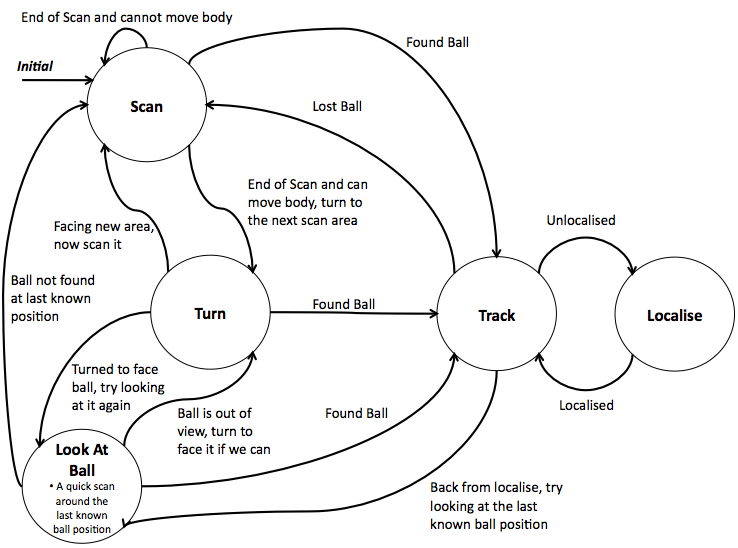 End of Scan and cannot move body
Found Ball
Initial
Scan
Lost Ball
End of Scan and can
move body, turn to
the next scan area
Facing new area,
now scan it
Unlocalised
Ball not found
at last known
position
Turn
Found Ball
Track
Localise
Turned to face
ball, try looking
at it again
Ball is out of
view, turn to
face it if we can
Found Ball
Localised
Look At
Ball
• A quick scan
around the
last known
ball position
Back from localise, try
looking at the last
known ball position